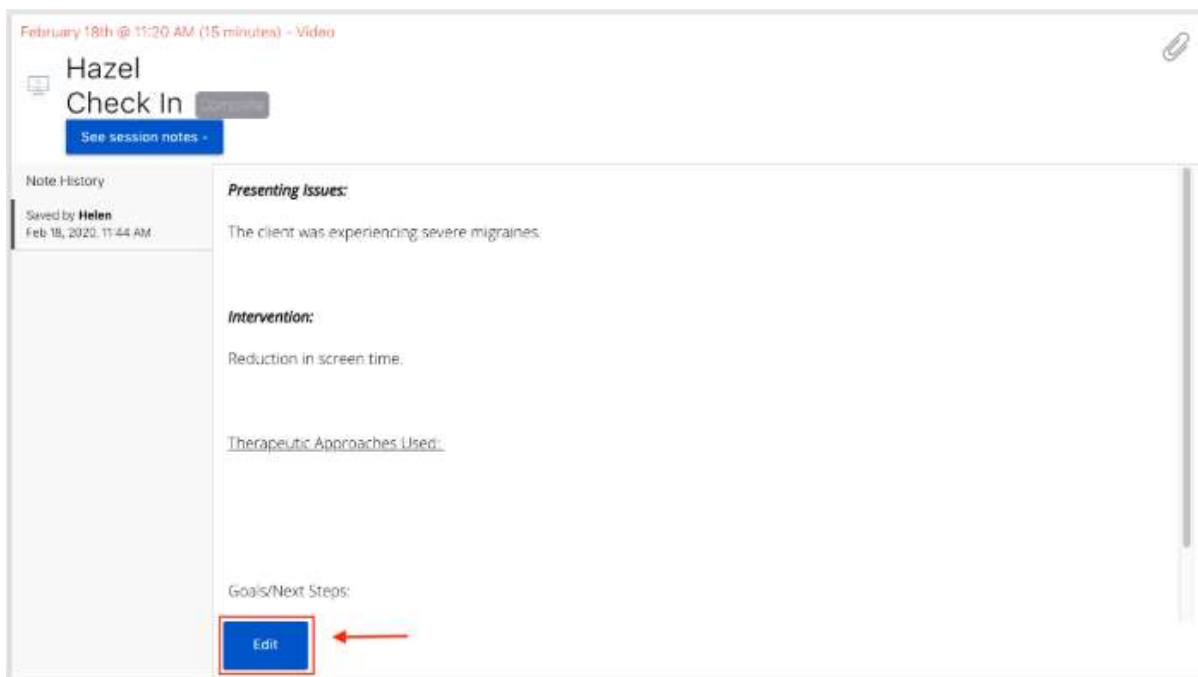 February 18th @ 11:20 AM (15 minutes) - Video
Hazel
Check In
See session notes -
Note History
Saved by Helen
Feb 18, 2020, 11:44 AM
Presenting Issues:
The client was experiencing severe migraines.
Intervention:
Reduction in screen time.
Therapeutic Approaches Used:
Goals/Next Steps:
Edit